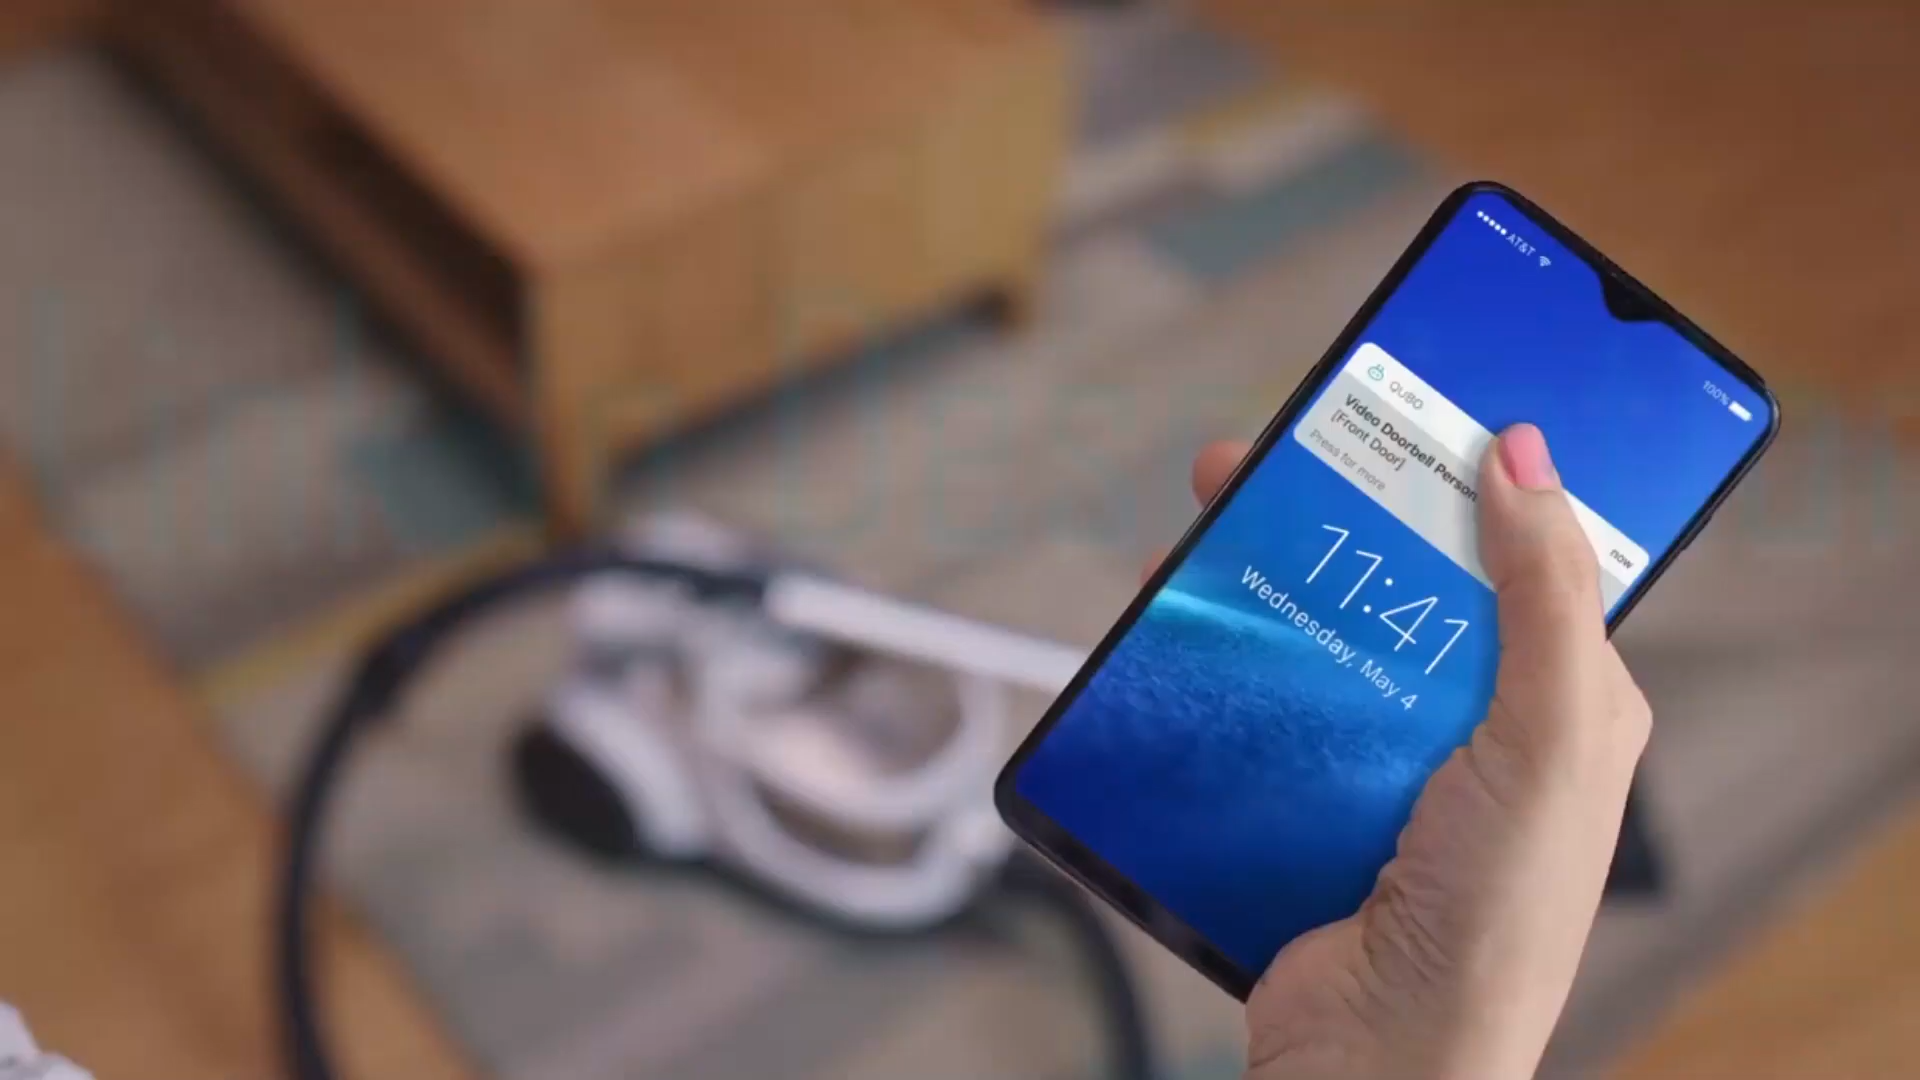 AT&T
100%
QUBO
now
Video Doorbell Person
[Front Door]
Press for more
11:41
Wednesday, May 4